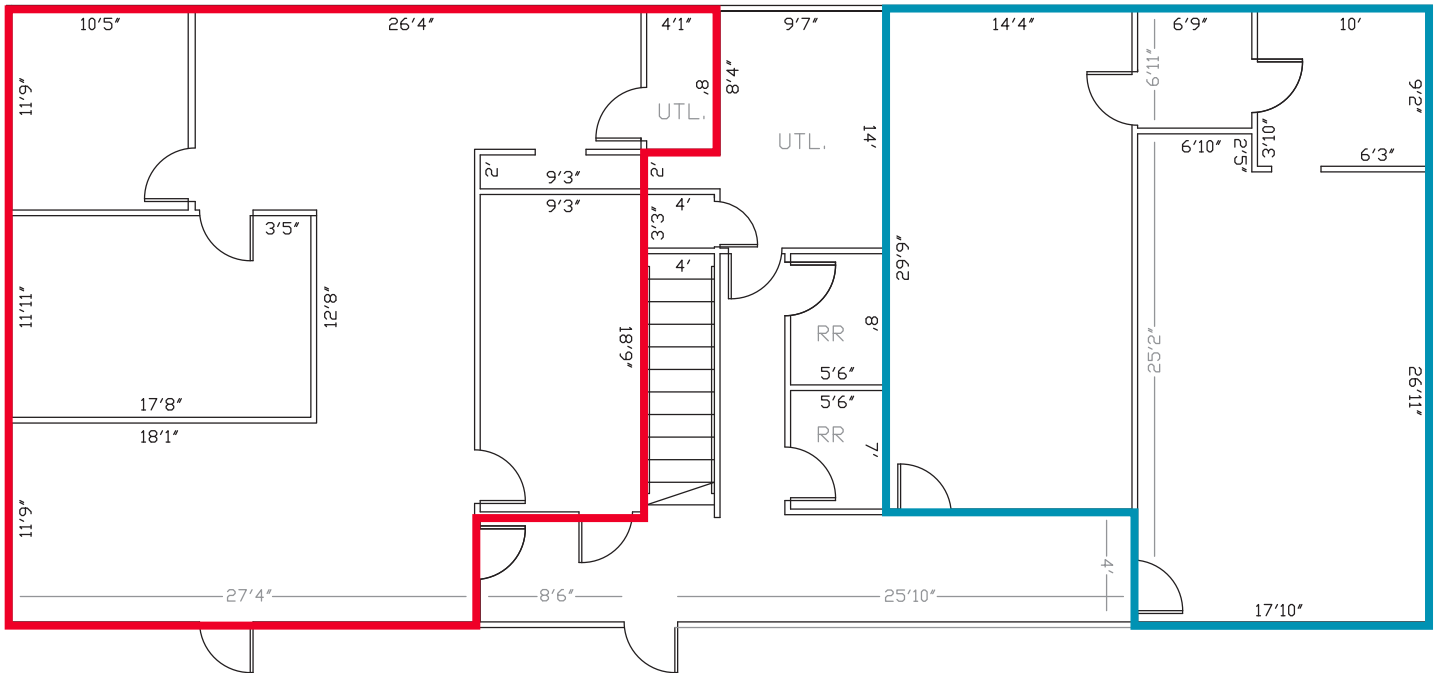 10'5" 26'4" 4'1" 9'7" 14'4" 6'9" 10'
11'9" 8' 8'4" 6'11" 9'2"
UTL.
UTL. 14' 6'10" 2'5" 3'10" 6'3"
2' 9'3" 2'
9'3" 4'
3'5" 3'3"
4' 29'9"
11'11" 12'8" 18'9" RR 8' 25'2"
5'6"
17'8" 5'6" 26'11"
18'1" RR 7'
11'9"
4'
27'4" 8'6" 25'10"
17'10"